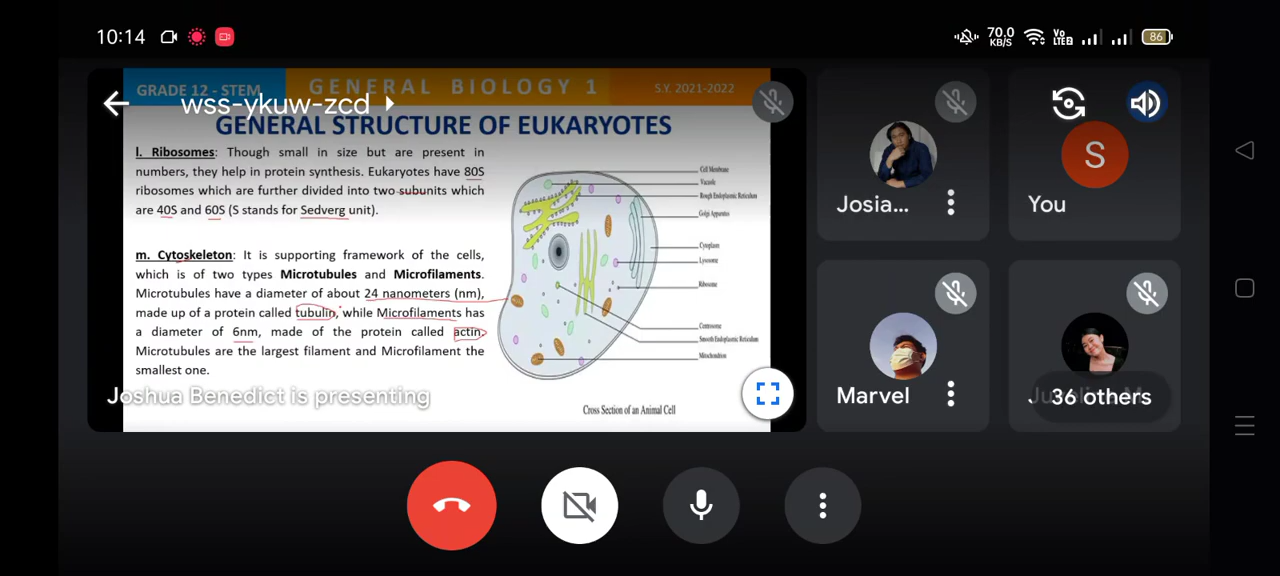 10:14
70.0 KB/S
Vo LTE 2
86
GRADE 12 - STEM
GENERAL BIOLOGY 1
S.Y. 2021-2022
wss-ykuw-zcd
GENERAL STRUCTURE OF EUKARYOTES
l. Ribosomes: Though small in size but are present in
numbers, they help in protein synthesis. Eukaryotes have 80S
ribosomes which are further divided into two subunits which
are 40S and 60S (S stands for Sedverg unit).
m. Cytoskeleton: It is supporting framework of the cells,
which is of two types Microtubules and Microfilaments.
Microtubules have a diameter of about 24 nanometers (nm),
made up of a protein called tubulin, while Microfilaments has
a diameter of 6nm, made of the protein called actin.
Microtubules are the largest filament and Microfilament the
smallest one.
Cell Membrane
Vacuole
Rough Endoplasmic Reticulum
Golgi Apparatus
Cytoplasm
Lysosome
Ribosome
Centrosome
Smooth Endoplasmic Reticulum
Mitochondrion
Cross Section of an Animal Cell
Joshua Benedict is presenting
Josia...
S
You
Marvel
36 others